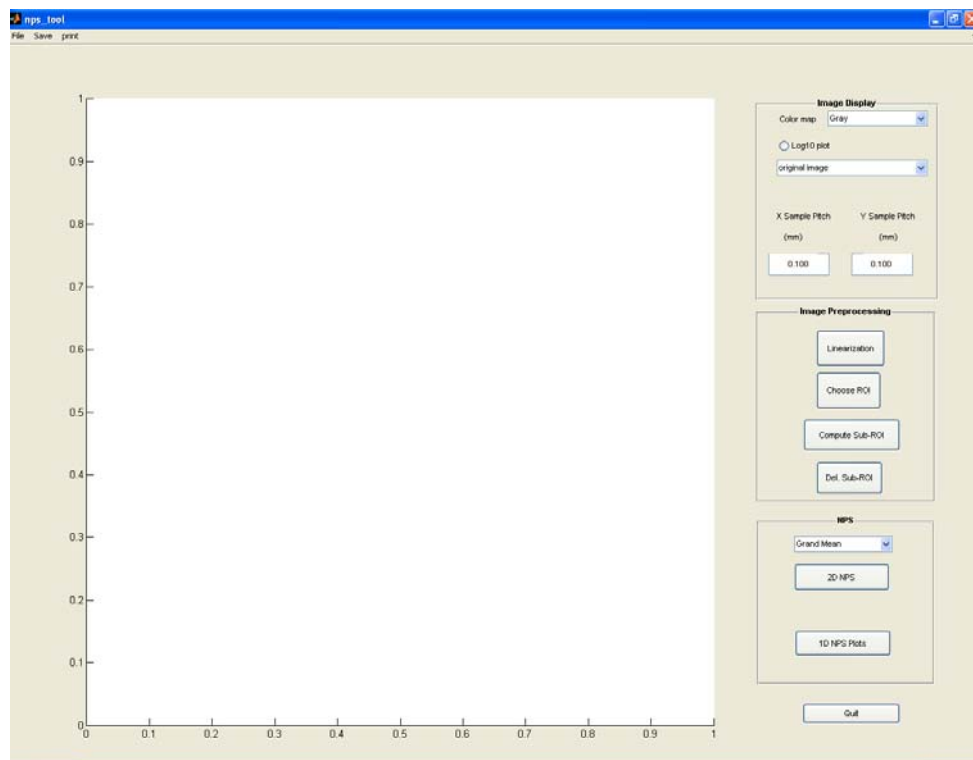 nps_tool
File Save print
1
0.9
0.8
0.7
0.6
0.5
0.4
0.3
0.2
0.1
0
0 0.1 0.2 0.3 0.4 0.5 0.6 0.7 0.8 0.9 1
Image Display
Color map Gray
Log10 plot
original image
X Sample Pitch Y Sample Pitch
(mm) (mm)
0.100 0.100
Image Preprocessing
Linearization
Choose ROI
Compute Sub-ROI
Del. Sub-ROI
NPS
Grand Mean
2D NPS
1D NPS Plots
Quit